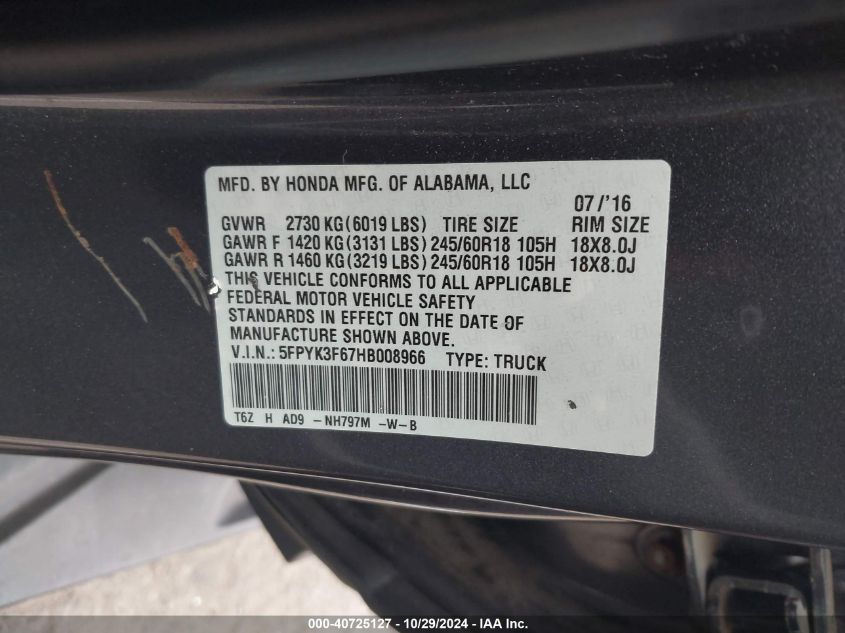 MFD. BY HONDA MFG. OF ALABAMA, LLC
07/'16
GVWR 2730 KG(6019 LBS) TIRE SIZE RIM SIZE
GAWR F 1420 KG(3131 LBS)245/60R18 105H 18X8.0J
GAWR R 1460 KG(3219 LBS)245/60R18 105H 18X8.0J
THIS VEHICLE CONFORMS TO ALL APPLICABLE
FEDERAL MOTOR VEHICLE SAFETY
STANDARDS IN EFFECT ON THE DATE OF
MANUFACTURE SHOWN ABOVE.
V.I.N.: 5FPYK3F67HB008966 TYPE: TRUCK
T6Z H AD9 -NH797M -W-B
000-40725127 - 10/29/2024 - IAA Inc.